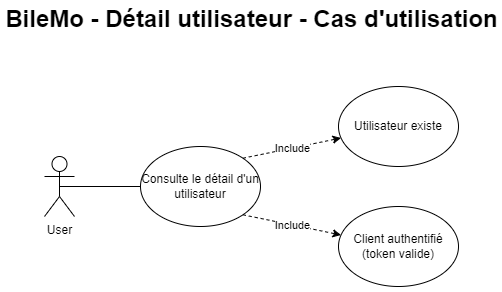 BileMo - Détail utilisateur - Cas d'utilisation
Utilisateur existe
Include
Consulte le détail d'un
utilisateur
User
Include
Client authentifié
(token valide)